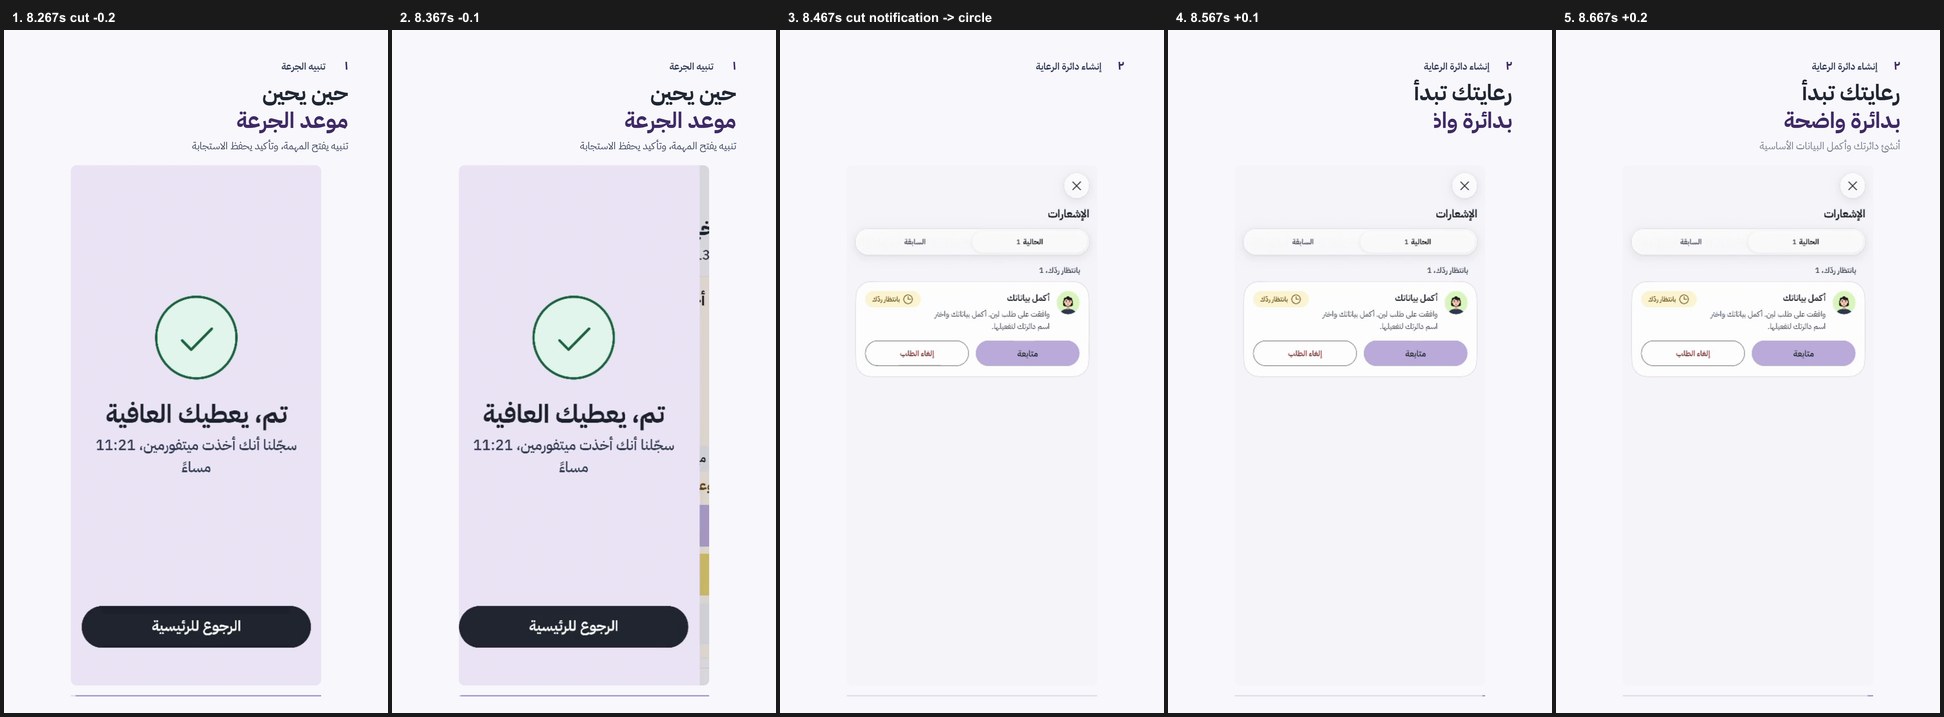 1. 8.267s cut -0.2
١ تنبيه الجرعة
حين يحين
موعد الجرعة
تنبيه يفتح المهمة، وتأكيد يحفظ الاستجابة
تم، يعطيك العافية
سجّلنا أنك أخذت ميتفورمين، 11:21
مساءً
الرجوع للرئيسية
2. 8.367s -0.1
١ تنبيه الجرعة
حين يحين
موعد الجرعة
تنبيه يفتح المهمة، وتأكيد يحفظ الاستجابة
تم، يعطيك العافية
سجّلنا أنك أخذت ميتفورمين، 11:21
مساءً
الرجوع للرئيسية
3. 8.467s cut notification -> circle
٢ إنشاء دائرة الرعاية
الإشعارات
الحالية 1
السابقة
بانتظار ردّك، 1
أكمل بياناتك
بانتظار ردّك
وافقت على طلب لين. أكمل بياناتك واختر
اسم دائرتك لتفعيلها.
متابعة
إلغاء الطلب
4. 8.567s +0.1
٢ إنشاء دائرة الرعاية
رعايتك تبدأ
بدائرة واض
الإشعارات
الحالية 1
السابقة
بانتظار ردّك، 1
أكمل بياناتك
بانتظار ردّك
وافقت على طلب لين. أكمل بياناتك واختر
اسم دائرتك لتفعيلها.
متابعة
إلغاء الطلب
5. 8.667s +0.2
٢ إنشاء دائرة الرعاية
رعايتك تبدأ
بدائرة واضحة
أنشئ دائرتك وأكمل البيانات الأساسية
الإشعارات
الحالية 1
السابقة
بانتظار ردّك، 1
أكمل بياناتك
بانتظار ردّك
وافقت على طلب لين. أكمل بياناتك واختر
اسم دائرتك لتفعيلها.
متابعة
إلغاء الطلب